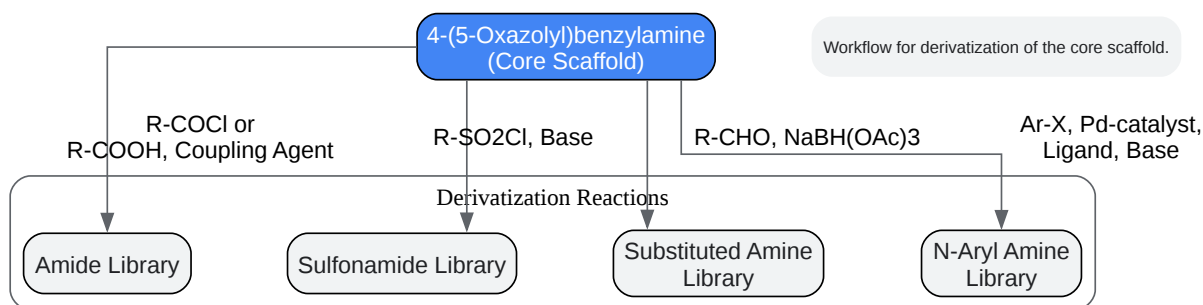 4-(5-Oxazolyl)benzylamine
(Core Scaffold)
Workflow for derivatization of the core scaffold.
R-COCl or
R-COOH, Coupling Agent
R-SO2Cl, Base
R-CHO, NaBH(OAc)3
Ar-X, Pd-catalyst,
Ligand, Base
Derivatization Reactions
Amide Library
Sulfonamide Library
Substituted Amine
Library
N-Aryl Amine
Library